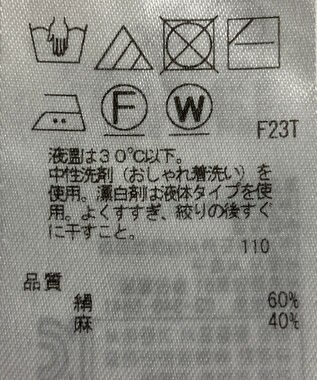 F
W
F23T
液温は30℃以下。
中性洗剤（おしゃれ着洗い）を
使用。漂白剤は液体タイプを使
用。よくすすぎ、絞りの後すぐ
に干すこと。
110
品質
絹 60%
麻 40%